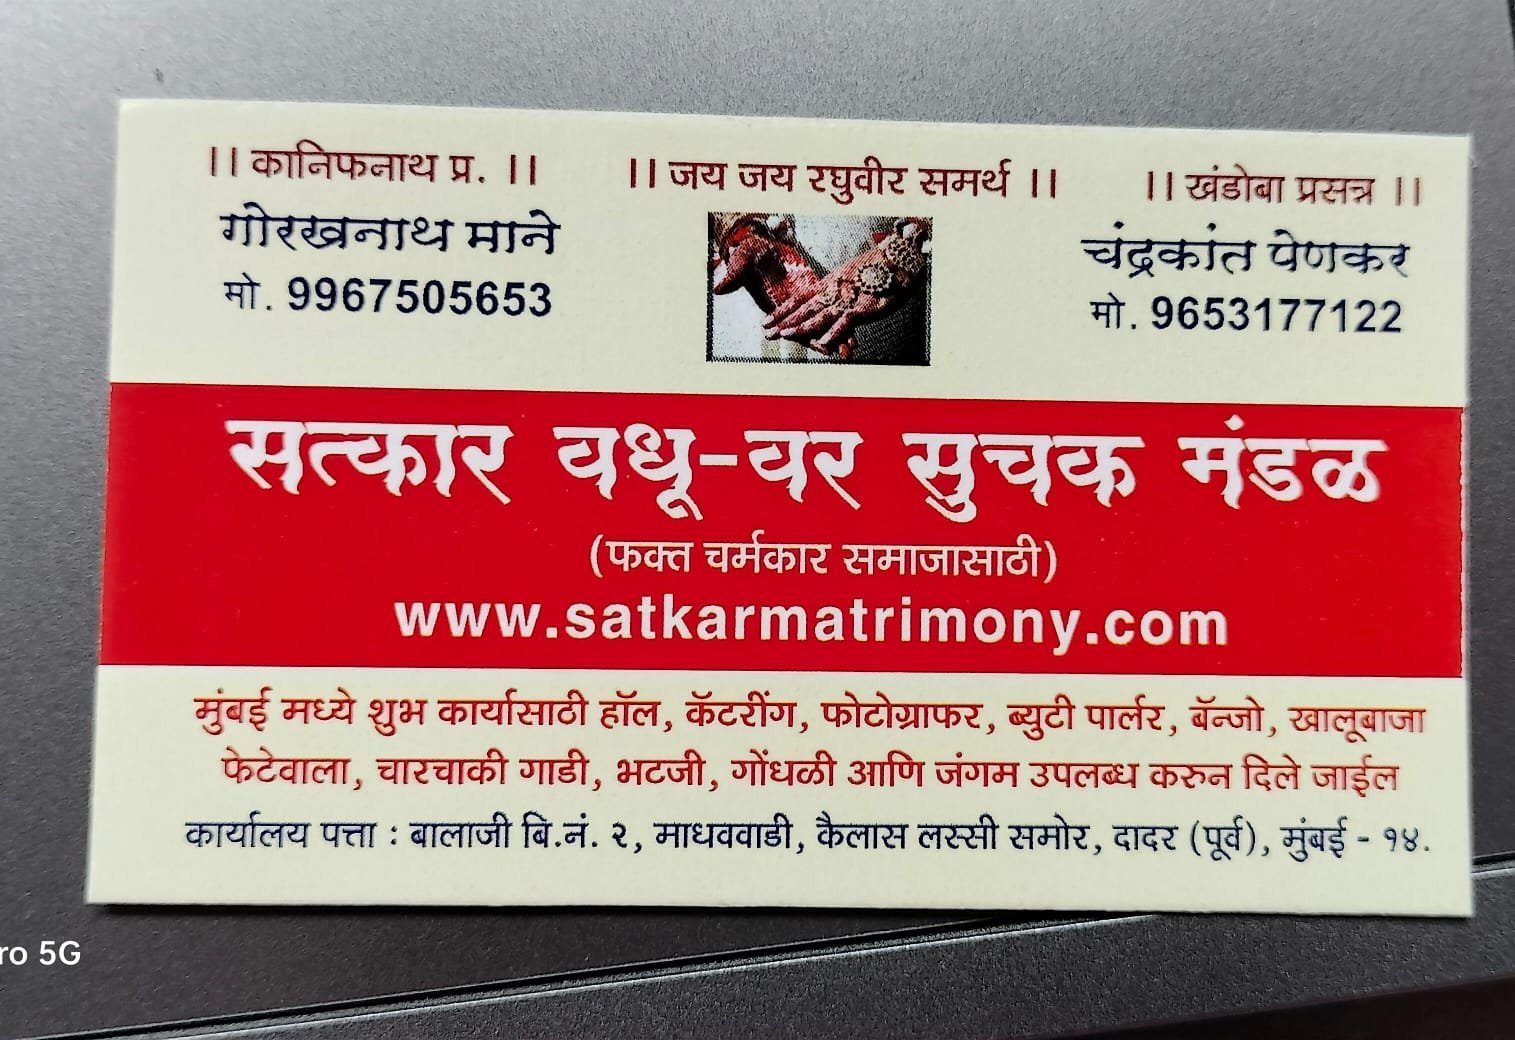 ।। कानिफनाथ प्र. ।।
।। जय जय रघुवीर समर्थ ।।
।। खंडोबा प्रसन्न ।।
गोरखनाथ माने
मो. 9967505653
चंद्रकांत पेणकर
मो. 9653177122
सत्कार वधू-वर सुचक मंडळ
(फक्त चर्मकार समाजासाठी)
www.satkarmatrimony.com
मुंबई मध्ये शुभ कार्यासाठी हॉल, कॅटरींग, फोटोग्राफर, ब्युटी पार्लर, बॅन्जो, खालूबाजा
फेटेवाला, चारचाकी गाडी, भटजी, गोंधळी आणि जंगम उपलब्ध करुन दिले जाईल
कार्यालय पत्ता : बालाजी बि.नं. २, माधववाडी, कैलास लस्सी समोर, दादर (पूर्व), मुंबई - १४.
ro 5G